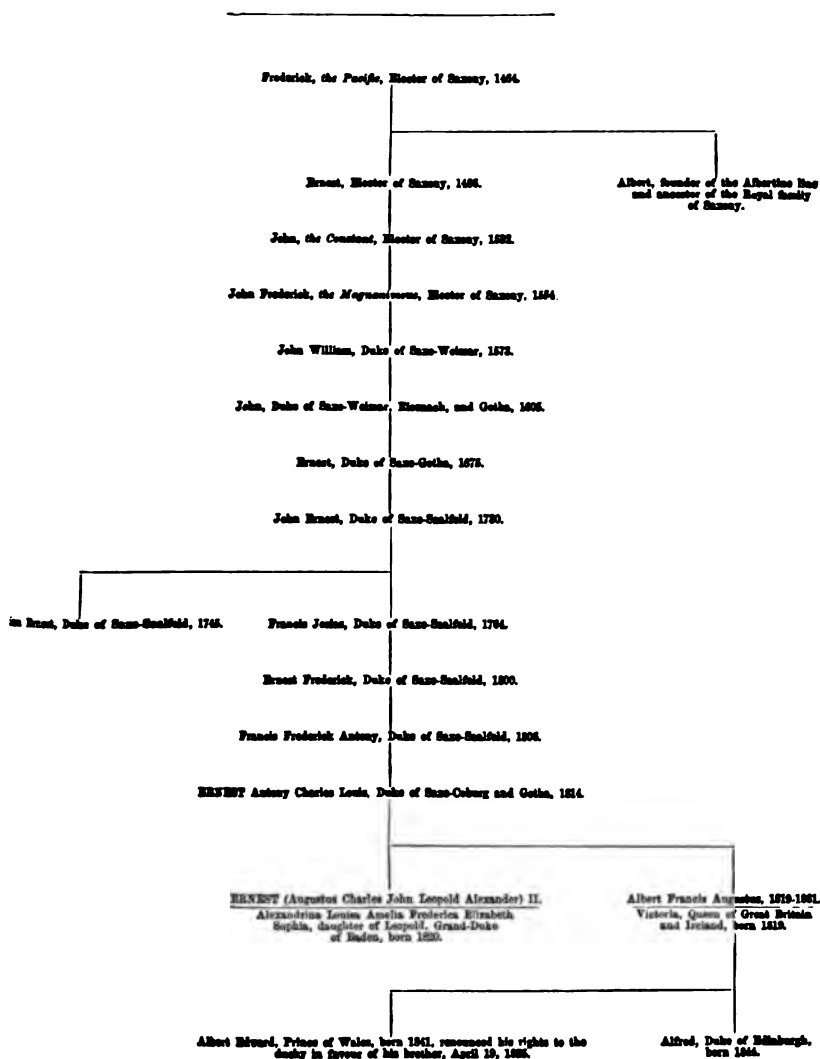 Frederick, the Pacific, Elector of Saxony, 1464.
Ernest, Elector of Saxony, 1486.
Albert, founder of the Albertine line
and ancestor of the Royal family
of Saxony.
John, the Constant, Elector of Saxony, 1532.
John Frederick, the Magnanimous, Elector of Saxony, 1554.
John William, Duke of Saxe-Weimar, 1573.
John, Duke of Saxe-Weimar, Eisenach, and Gotha, 1605.
Ernest, Duke of Saxe-Gotha, 1675.
John Ernest, Duke of Saxe-Saalfeld, 1730.
Ernest, Duke of Saxe-Saalfeld, 1745.
Francis Josias, Duke of Saxe-Saalfeld, 1764.
Ernest Frederick, Duke of Saxe-Saalfeld, 1800.
Francis Frederick Antony, Duke of Saxe-Saalfeld, 1806.
ERNEST Antony Charles Louis, Duke of Saxe-Coburg and Gotha, 1814.
ERNEST (Augustus Charles John Leopold Alexander) II.
Alexandrina Louisa Amelia Frederica Elizabeth
Sophia, daughter of Leopold, Grand-Duke
of Baden, born 1820.
Albert Francis Augustus, 1819-1861.
Victoria, Queen of Great Britain
and Ireland, born 1819.
Albert Edward, Prince of Wales, born 1841, renounced his rights to the
duchy in favour of his brother, April 19,
Alfred, Duke of Edinburgh,
born 1844.